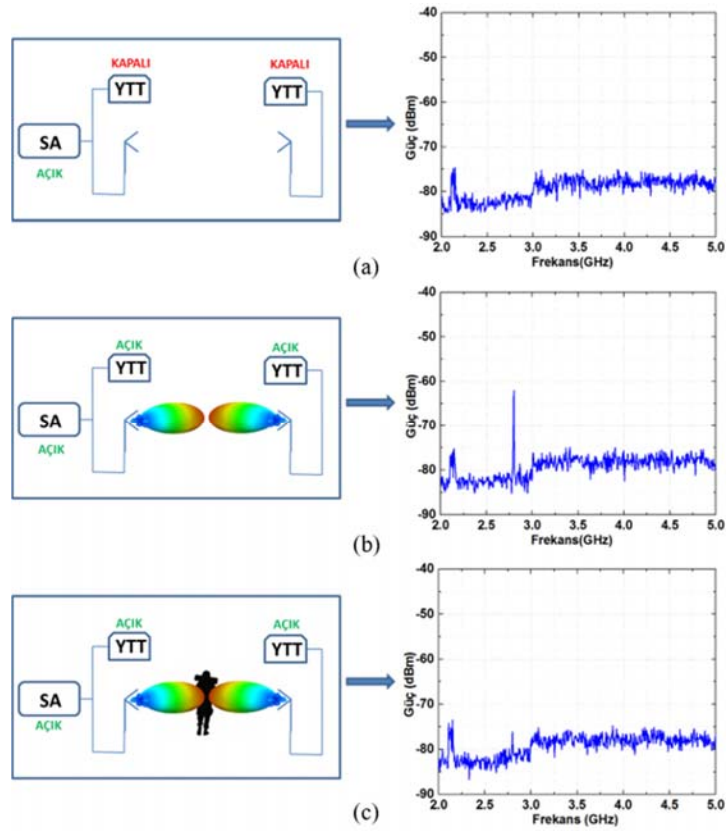 KAPALI KAPALI
YTT YTT
SA
AÇIK
-40
-50
-60
-70
-80
-90
Güç (dBm)
2.0 2.5 3.0 3.5 4.0 4.5 5.0
Frekans(GHz)
(a)
AÇIK AÇIK
YTT YTT
SA
AÇIK
-40
-50
-60
-70
-80
-90
Güç (dBm)
2.0 2.5 3.0 3.5 4.0 4.5 5.0
Frekans(GHz)
(b)
AÇIK AÇIK
YTT YTT
SA
AÇIK
-40
-50
-60
-70
-80
-90
Güç (dBm)
2.0 2.5 3.0 3.5 4.0 4.5 5.0
Frekans (GHz)
(c)